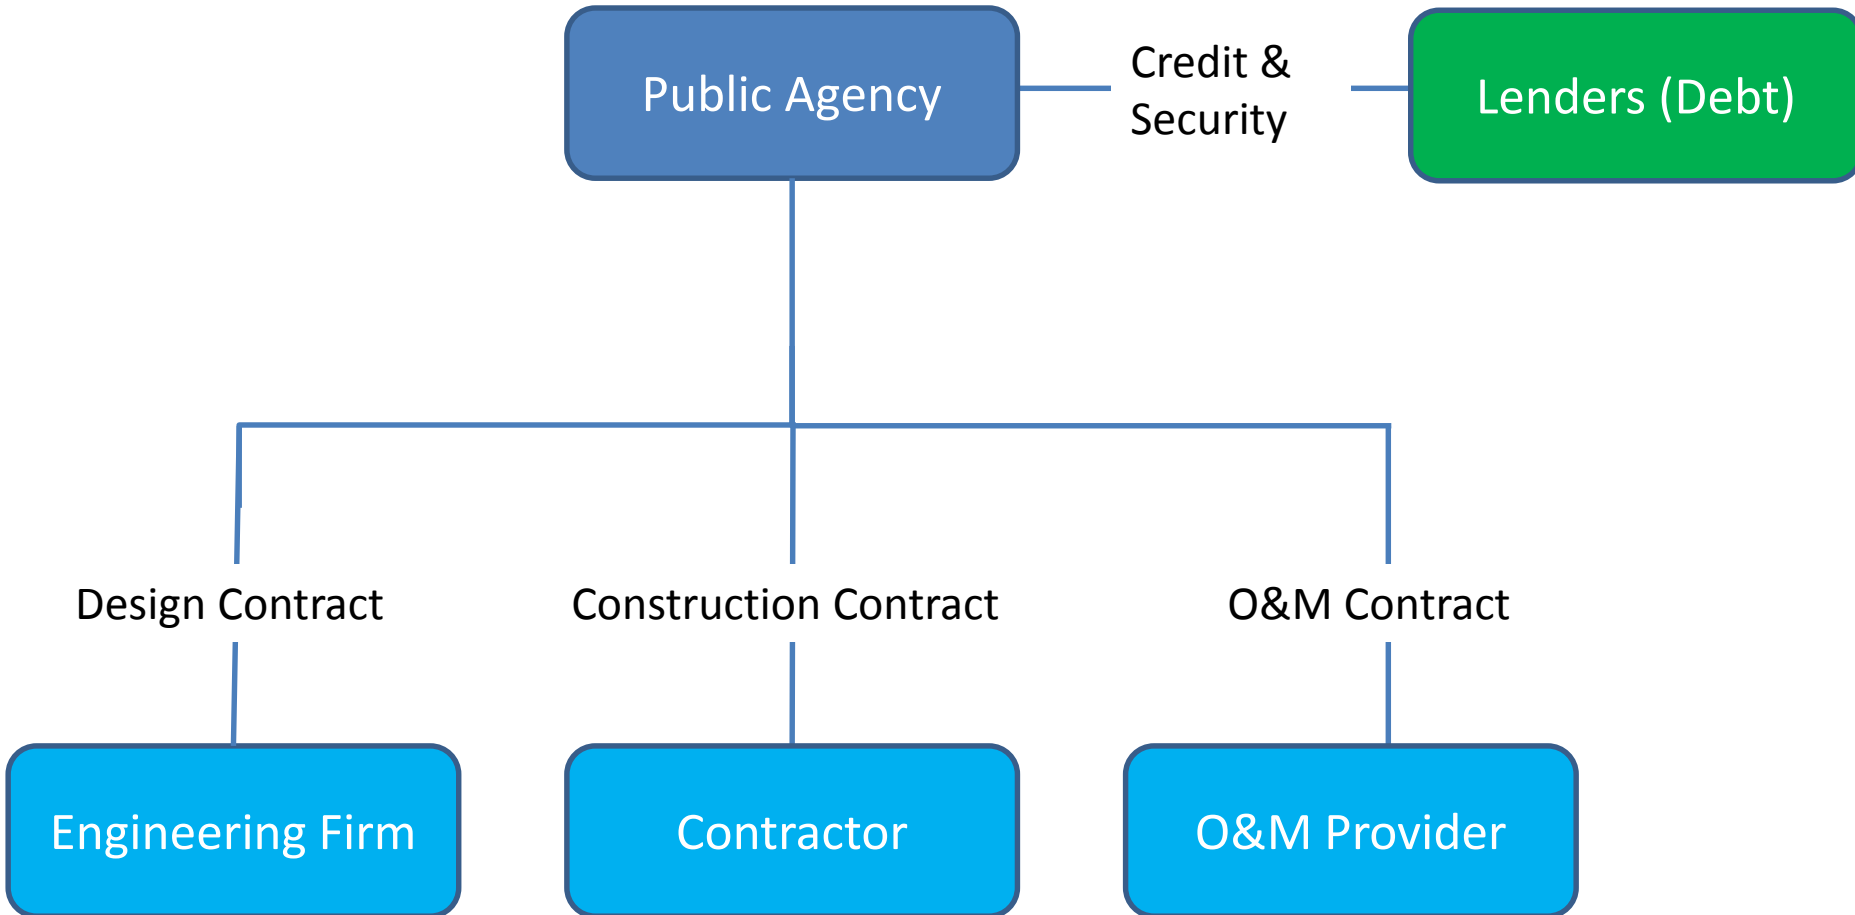 Public Agency
Credit &
Security
Lenders (Debt)
Design Contract
Construction Contract
O&M Contract
Engineering Firm
Contractor
O&M Provider